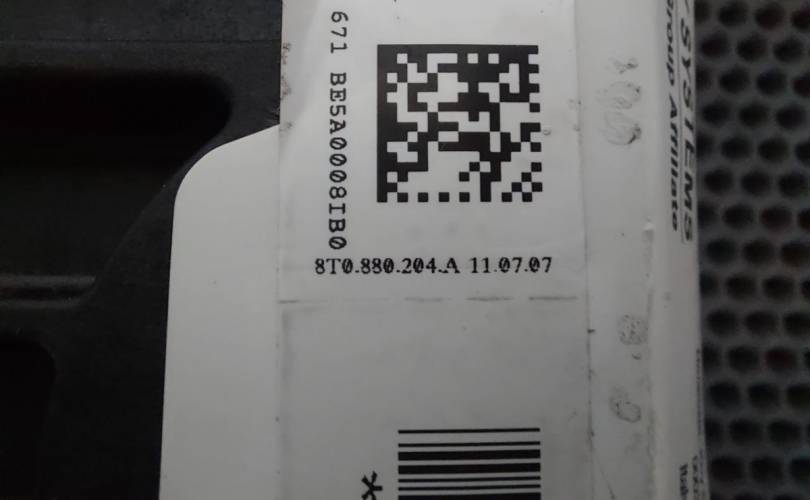 671 BE5A0008IB0
8T0.880.204.A 11.07.07
SYSTEMS
Group Affiliate
*